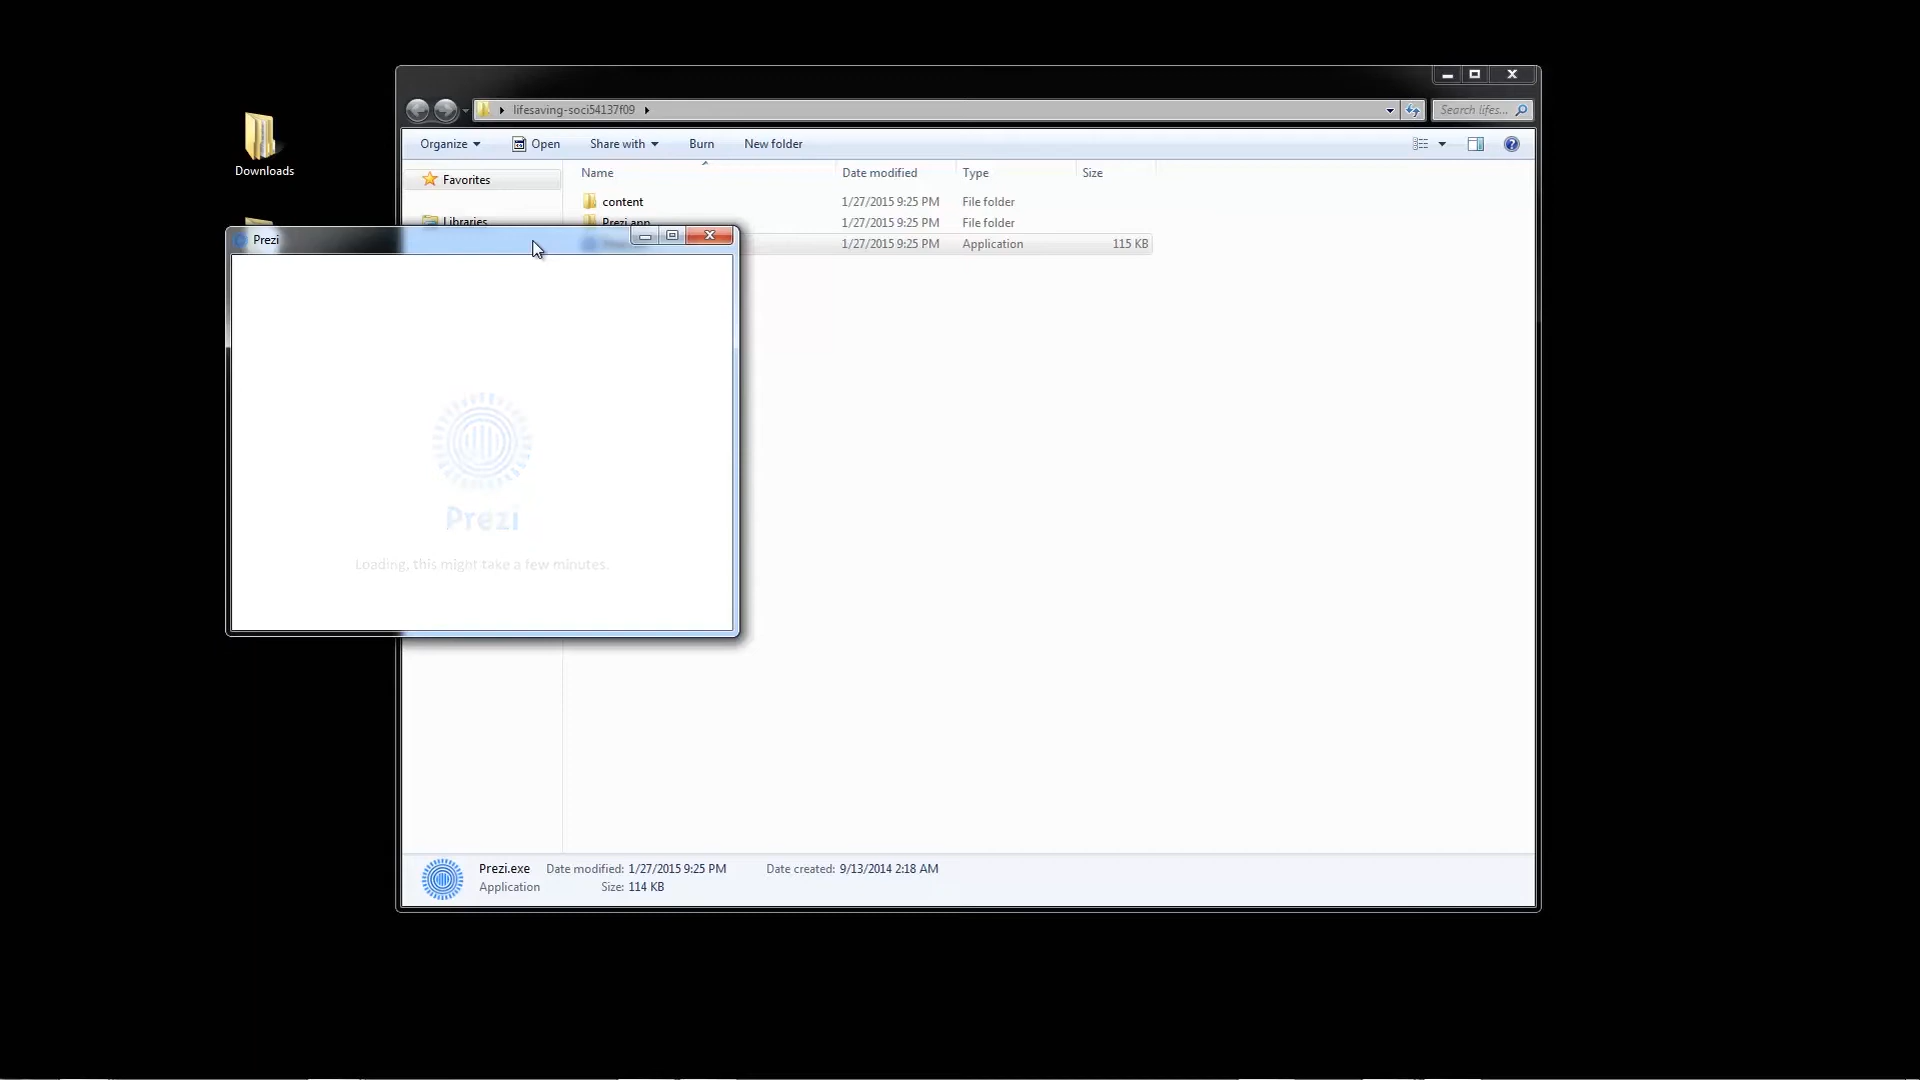 lifesaving-soci54137f09
Search lifes...
Organize
Open
Share with
Burn
New folder
Downloads
Favorites
Name
Date modified
Type
Size
content
1/27/2015 9:25 PM
File folder
Libraries
Prezi.app
1/27/2015 9:25 PM
File folder
Prezi
1/27/2015 9:25 PM
Application
115 KB
Prezi
Loading, this might take a few minutes.
Prezi.exe
Date modified: 1/27/2015 9:25 PM
Date created: 9/13/2014 2:18 AM
Application
Size: 114 KB